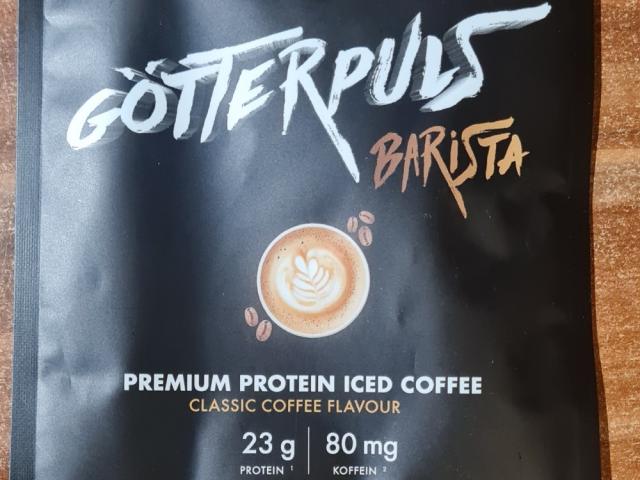 GÖTTERPULS
BARiSTA
PREMIUM PROTEIN ICED COFFEE
CLASSIC COFFEE FLAVOUR
23 g 80 mg
PROTEIN ¹ KOFFEIN ²